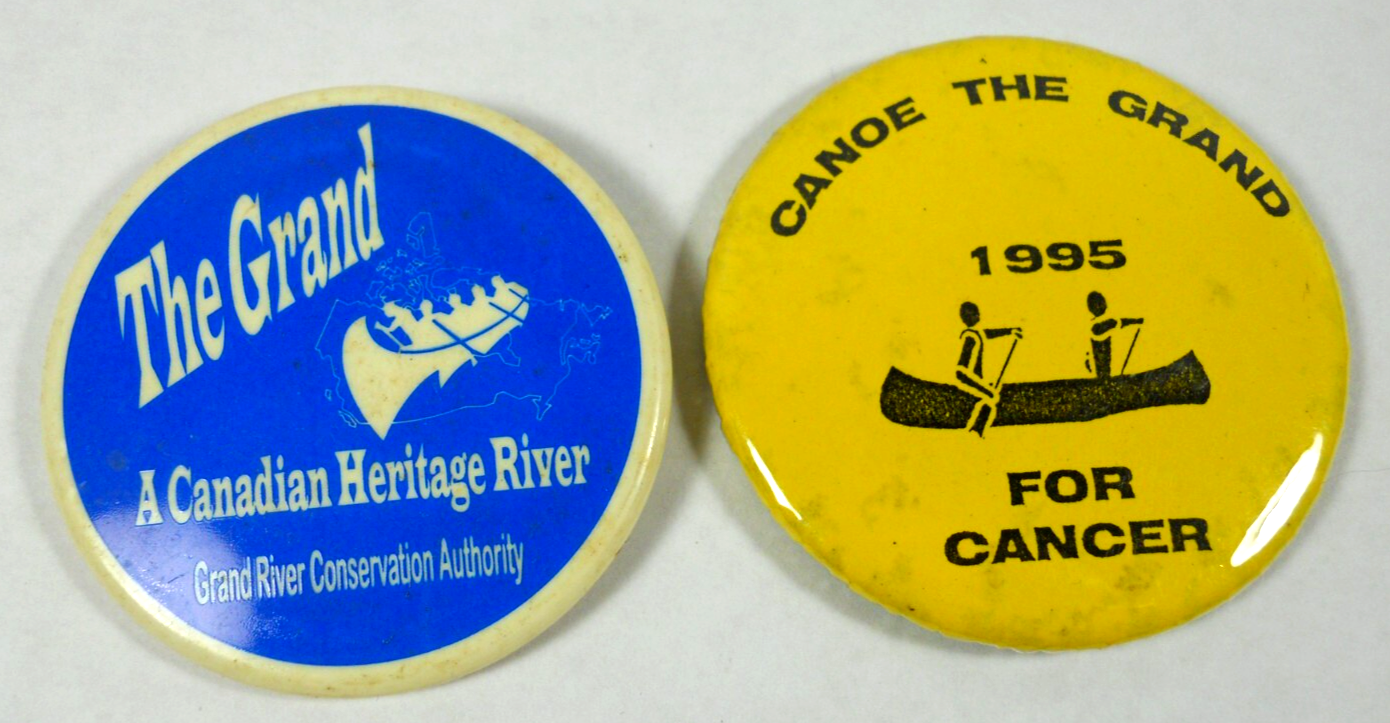 The Grand
A Canadian Heritage River
Grand River Conservation Authority
CANOE THE GRAND
1995
FOR
CANCER